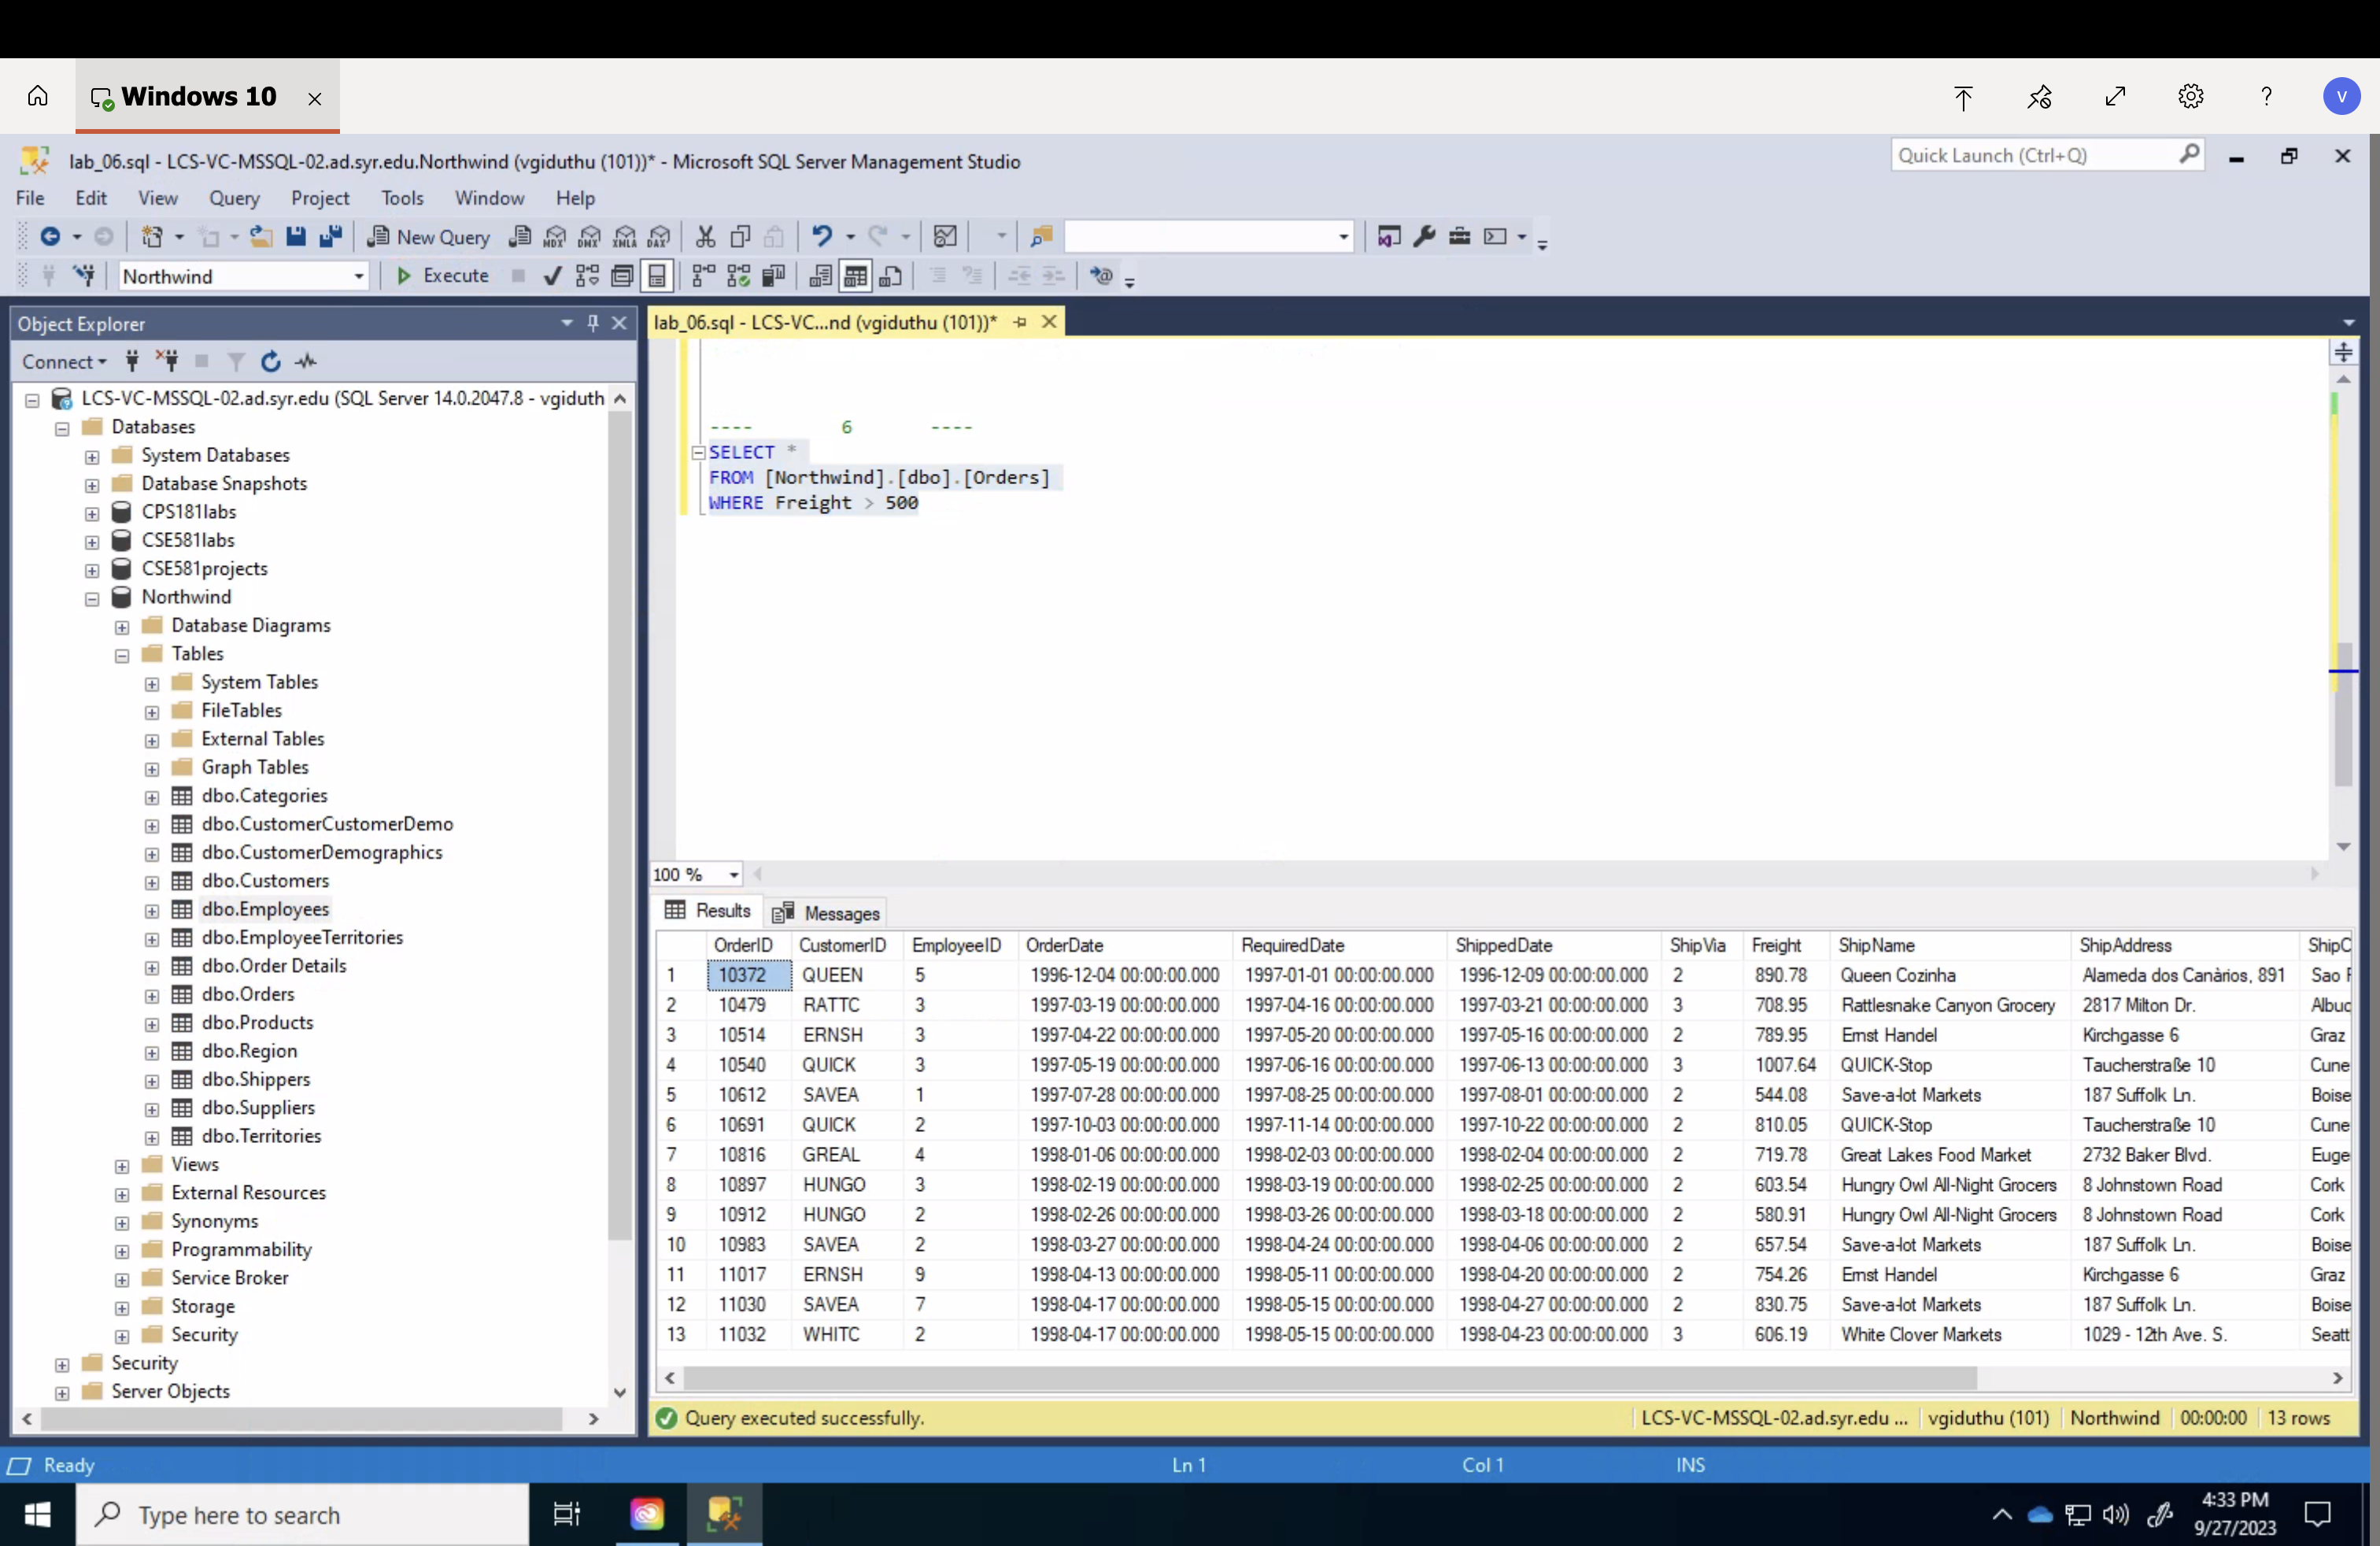 Windows 10
?
V
lab_06.sql - LCS-VC-MSSQL-02.ad.syr.edu.Northwind (vgiduthu (101))* - Microsoft SQL Server Management Studio
Quick Launch (Ctrl+Q)
File Edit View Query Project Tools Window Help
New Query MDX DMX XMLA DAX
Northwind Execute
Object Explorer
Connect
LCS-VC-MSSQL-02.ad.syr.edu (SQL Server 14.0.2047.8 - vgiduth
Databases
System Databases
Database Snapshots
CPS181labs
CSE581labs
CSE581projects
Northwind
Database Diagrams
Tables
System Tables
FileTables
External Tables
Graph Tables
dbo.Categories
dbo.CustomerCustomerDemo
dbo.CustomerDemographics
dbo.Customers
dbo.Employees
dbo.EmployeeTerritories
dbo.Order Details
dbo.Orders
dbo.Products
dbo.Region
dbo.Shippers
dbo.Suppliers
dbo.Territories
Views
External Resources
Synonyms
Programmability
Service Broker
Storage
Security
Security
Server Objects
lab_06.sql - LCS-VC...nd (vgiduthu (101))*
---- 6 ----
SELECT *
FROM [Northwind].[dbo].[Orders]
WHERE Freight > 500
100 %
Results Messages
OrderID CustomerID EmployeeID OrderDate RequiredDate ShippedDate ShipVia Freight ShipName ShipAddress ShipC
1 10372 QUEEN 5 1996-12-04 00:00:00.000 1997-01-01 00:00:00.000 1996-12-09 00:00:00.000 2 890.78 Queen Cozinha Alameda dos Canàrios, 891 Sao P
2 10479 RATTC 3 1997-03-19 00:00:00.000 1997-04-16 00:00:00.000 1997-03-21 00:00:00.000 3 708.95 Rattlesnake Canyon Grocery 2817 Milton Dr. Albuq
3 10514 ERNSH 3 1997-04-22 00:00:00.000 1997-05-20 00:00:00.000 1997-05-16 00:00:00.000 2 789.95 Ernst Handel Kirchgasse 6 Graz
4 10540 QUICK 3 1997-05-19 00:00:00.000 1997-06-16 00:00:00.000 1997-06-13 00:00:00.000 3 1007.64 QUICK-Stop Taucherstraße 10 Cune
5 10612 SAVEA 1 1997-07-28 00:00:00.000 1997-08-25 00:00:00.000 1997-08-01 00:00:00.000 2 544.08 Save-a-lot Markets 187 Suffolk Ln. Boise
6 10691 QUICK 2 1997-10-03 00:00:00.000 1997-11-14 00:00:00.000 1997-10-22 00:00:00.000 2 810.05 QUICK-Stop Taucherstraße 10 Cune
7 10816 GREAL 4 1998-01-06 00:00:00.000 1998-02-03 00:00:00.000 1998-02-04 00:00:00.000 2 719.78 Great Lakes Food Market 2732 Baker Blvd. Euge
8 10897 HUNGO 3 1998-02-19 00:00:00.000 1998-03-19 00:00:00.000 1998-02-25 00:00:00.000 2 603.54 Hungry Owl All-Night Grocers 8 Johnstown Road Cork
9 10912 HUNGO 2 1998-02-26 00:00:00.000 1998-03-26 00:00:00.000 1998-03-18 00:00:00.000 2 580.91 Hungry Owl All-Night Grocers 8 Johnstown Road Cork
10 10983 SAVEA 2 1998-03-27 00:00:00.000 1998-04-24 00:00:00.000 1998-04-06 00:00:00.000 2 657.54 Save-a-lot Markets 187 Suffolk Ln. Boise
11 11017 ERNSH 9 1998-04-13 00:00:00.000 1998-05-11 00:00:00.000 1998-04-20 00:00:00.000 2 754.26 Ernst Handel Kirchgasse 6 Graz
12 11030 SAVEA 7 1998-04-17 00:00:00.000 1998-05-15 00:00:00.000 1998-04-27 00:00:00.000 2 830.75 Save-a-lot Markets 187 Suffolk Ln. Boise
13 11032 WHITC 2 1998-04-17 00:00:00.000 1998-05-15 00:00:00.000 1998-04-23 00:00:00.000 3 606.19 White Clover Markets 1029 - 12th Ave. S. Seatt
Query executed successfully. LCS-VC-MSSQL-02.ad.syr.edu ... vgiduthu (101) Northwind 00:00:00 13 rows
Ready Ln 1 Col 1 INS
Type here to search
4:33 PM
9/27/2023